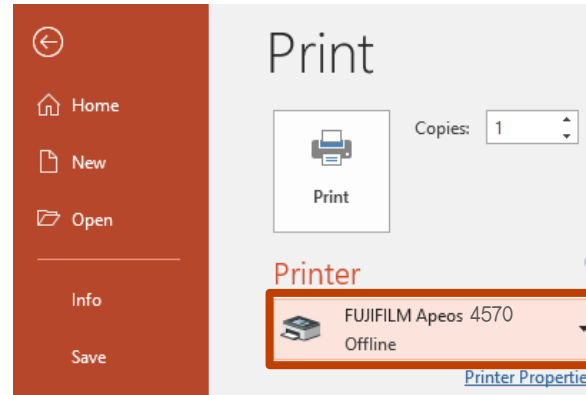 Print
Home
New
Open
Info
Save
Copies: 1
Print
Printer
FUJIFILM Apeos 4570
Offline
Printer Propertie